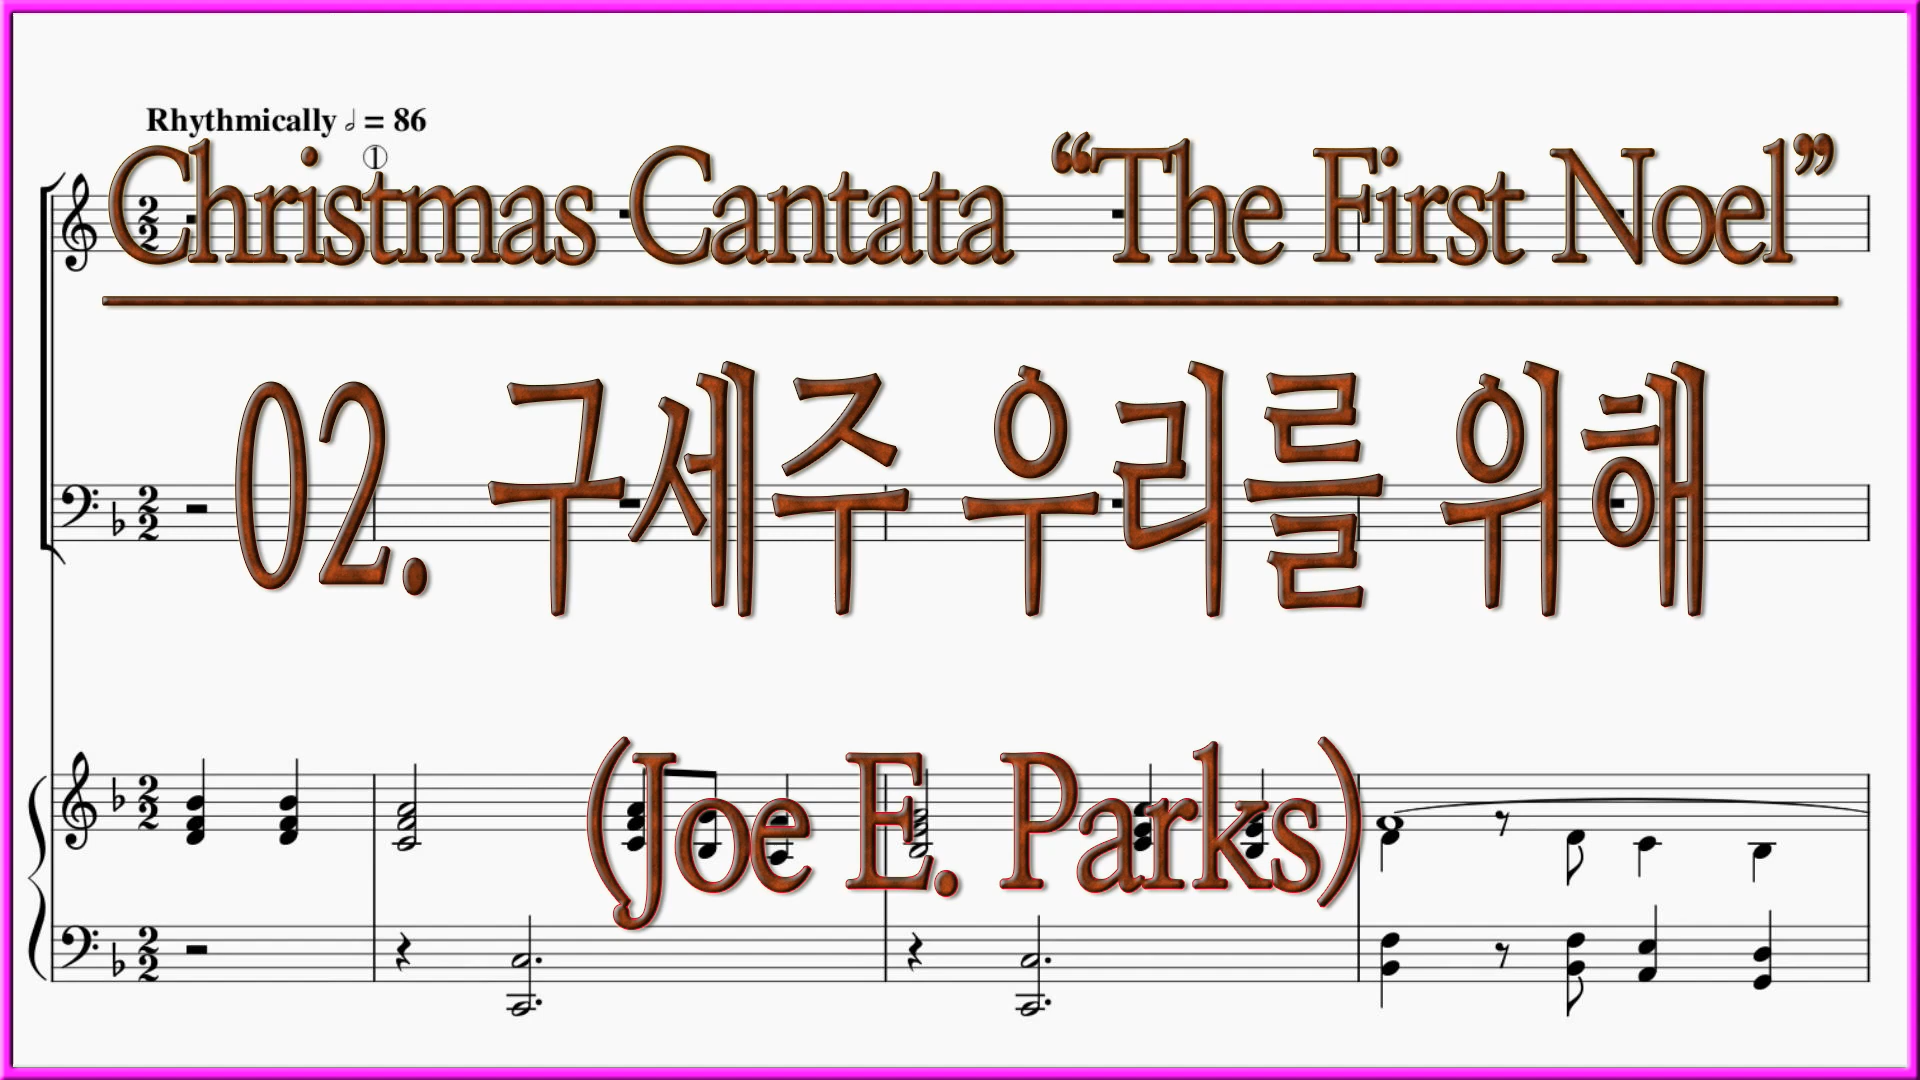 Rhythmically 𝅗𝅥 = 86
①
Christmas Cantata “The First Noel”
02. 구세주 우리를 위해
(Joe E. Parks)